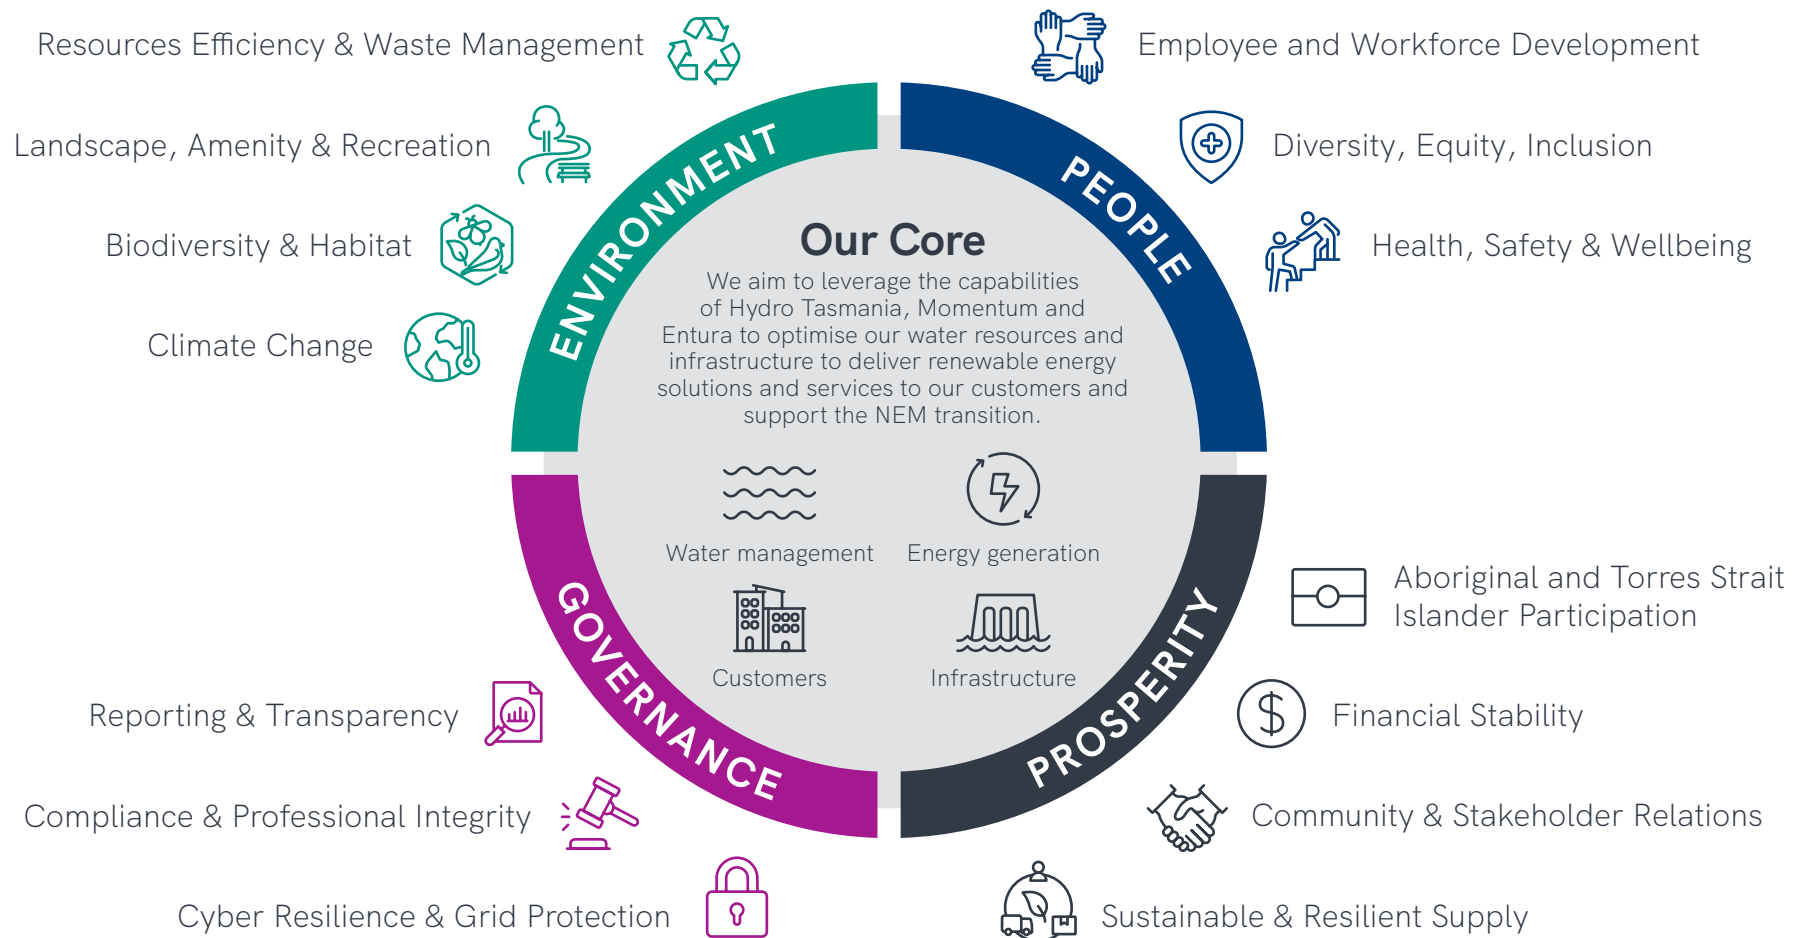 Resources Efficiency & Waste Management
Landscape, Amenity & Recreation
Biodiversity & Habitat
Climate Change
ENVIRONMENT
PEOPLE
Employee and Workforce Development
Diversity, Equity, Inclusion
Health, Safety & Wellbeing
Our Core
We aim to leverage the capabilities
of Hydro Tasmania, Momentum and
Entura to optimise our water resources and
infrastructure to deliver renewable energy
solutions and services to our customers and
support the NEM transition.
Water management
Energy generation
Customers
Infrastructure
GOVERNANCE
Reporting & Transparency
Compliance & Professional Integrity
Cyber Resilience & Grid Protection
PROSPERITY
Aboriginal and Torres Strait
Islander Participation
$
Financial Stability
Community & Stakeholder Relations
Sustainable & Resilient Supply